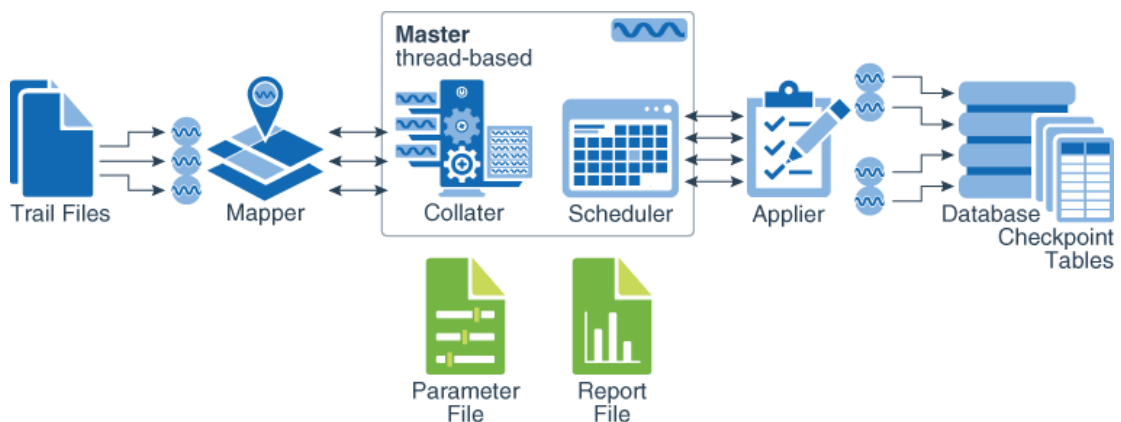 Master
thread-based
Trail Files
Mapper
Collater
Scheduler
Applier
Database
Checkpoint
Tables
Parameter
File
Report
File